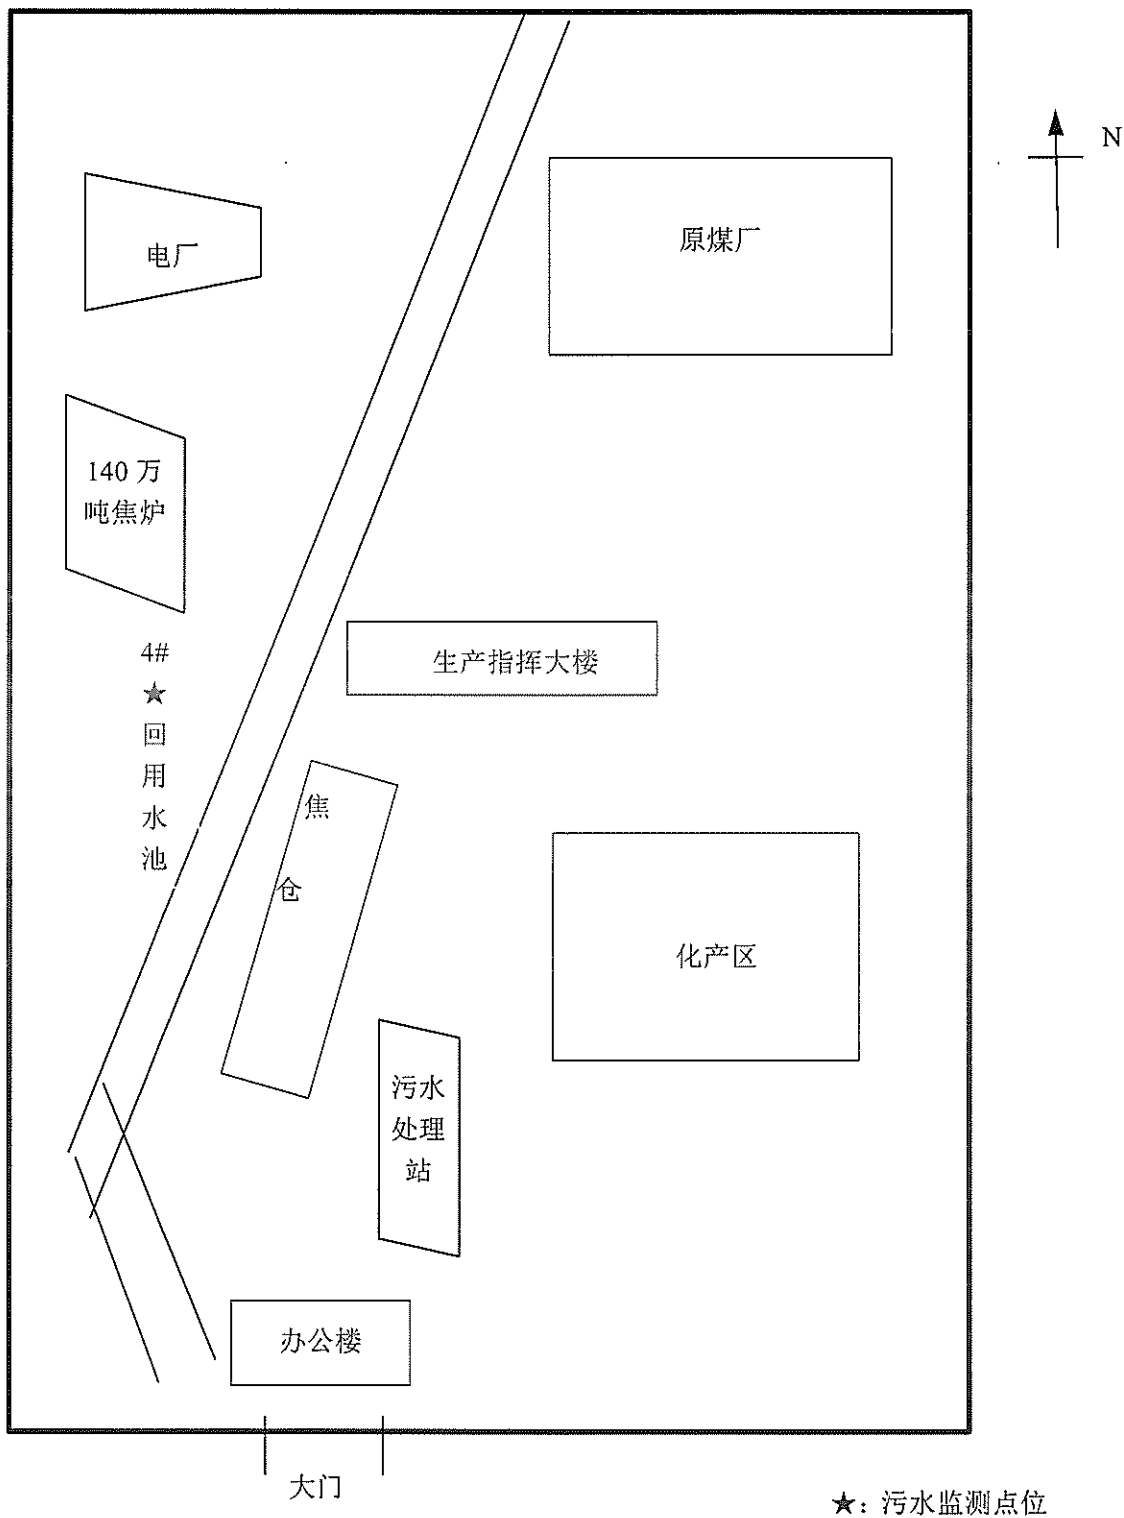 N
原煤厂
电厂
140 万
吨焦炉
4#
★
回
用
水
池
生产指挥大楼
焦
仓
化产区
污水
处理
站
办公楼
大门
★：污水监测点位